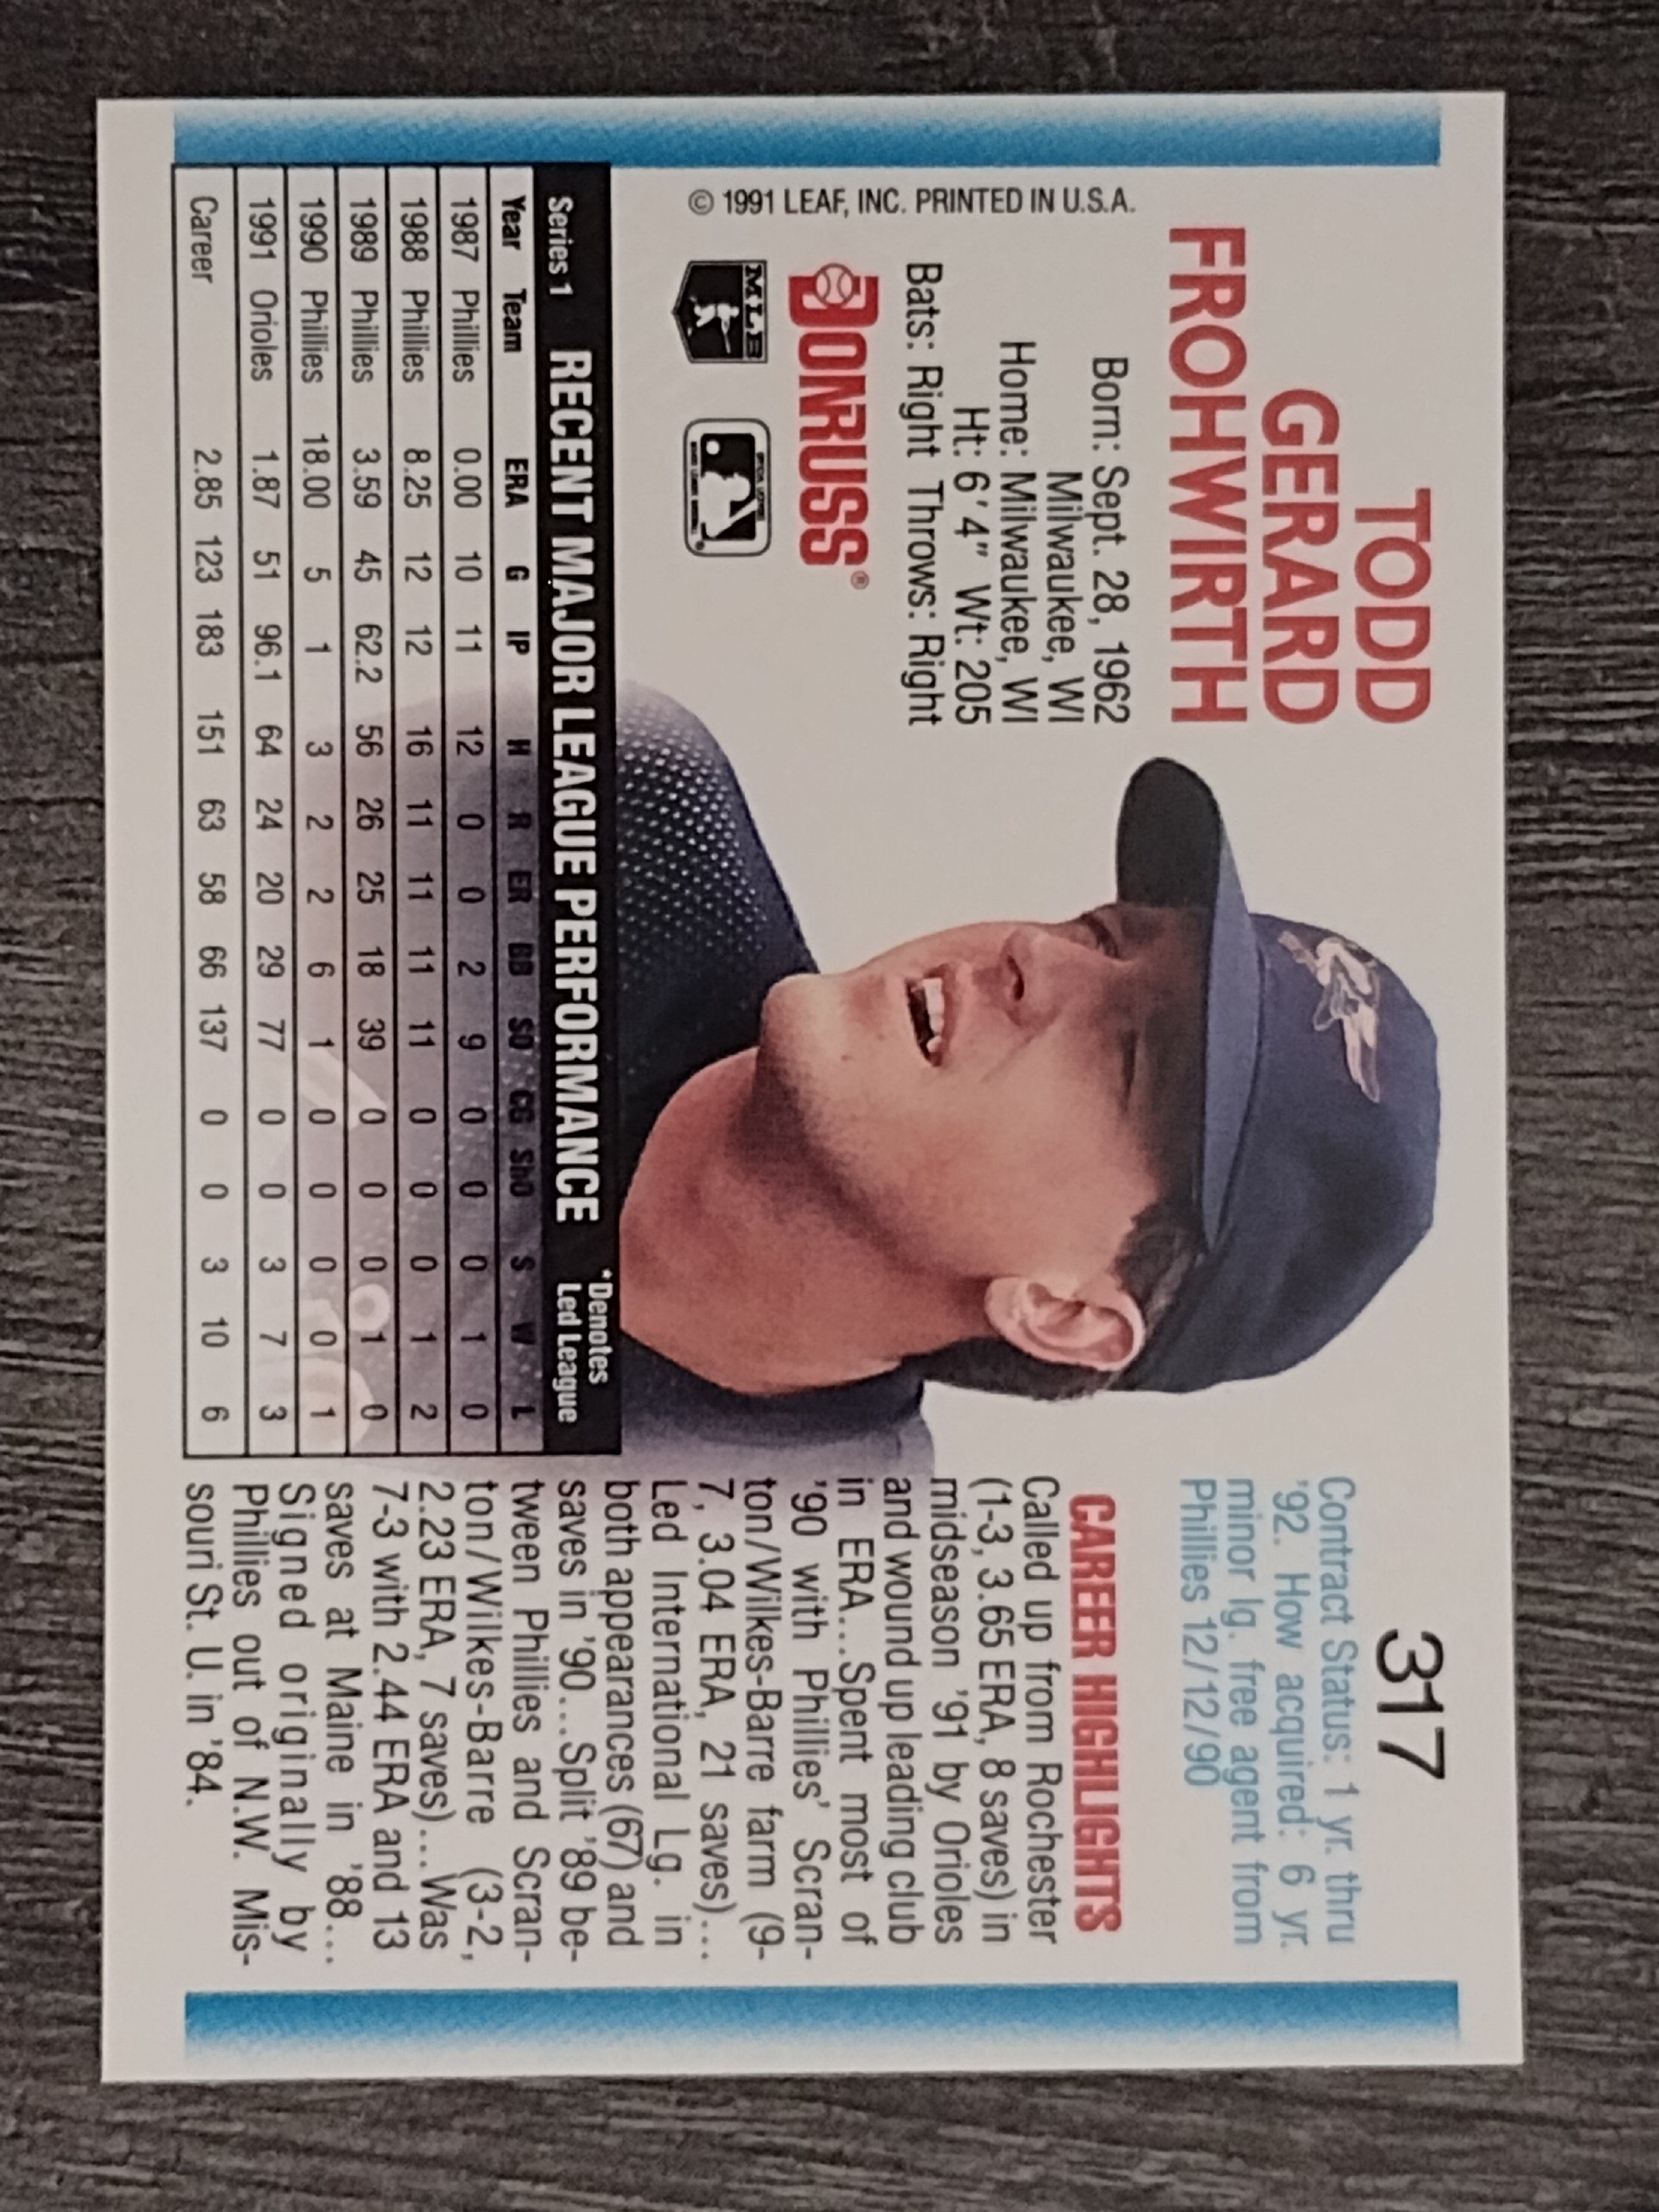 TODD
GERARD
FROHWIRTH
Born: Sept. 28, 1962
Milwaukee, WI
Home: Milwaukee, WI
Ht: 6'4" Wt: 205
Bats: Right Throws: Right
DONRUSS®
MLB
© 1991 LEAF, INC. PRINTED IN U.S.A.
317
Contract Status: 1 yr. thru
'92. How acquired: 6 yr.
minor lg. free agent from
Phillies 12/12/90
CAREER HIGHLIGHTS
Called up from Rochester
(1-3, 3.65 ERA, 8 saves) in
midseason '91 by Orioles
and wound up leading club
in ERA...Spent most of
'90 with Phillies' Scran-
ton/Wilkes-Barre farm (9-
7, 3.04 ERA, 21 saves)...
Led International Lg. in
both appearances (67) and
saves in '90...Split '89 be-
tween Phillies and Scran-
ton/Wilkes-Barre (3-2,
2.23 ERA, 7 saves)...Was
7-3 with 2.44 ERA and 13
saves at Maine in '88...
Signed originally by
Phillies out of N.W. Mis-
souri St. U. in '84.
Series 1 RECENT MAJOR LEAGUE PERFORMANCE *Denotes
Led League
Year Team ERA G IP H R ER BB SO CG ShO S W L
1987 Phillies 0.00 10 11 12 0 0 2 9 0 0 0 1 0
1988 Phillies 8.25 12 12 16 11 11 11 11 0 0 0 1 2
1989 Phillies 3.59 45 62.2 56 26 25 18 39 0 0 0 1 0
1990 Phillies 18.00 5 1 3 2 2 6 1 0 0 0 0 1
1991 Orioles 1.87 51 96.1 64 24 20 29 77 0 0 3 7 3
Career 2.85 123 183 151 63 58 66 137 0 0 3 10 6